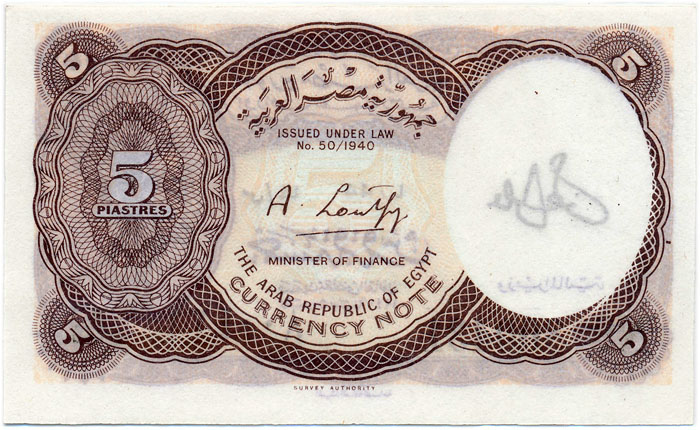 5 5
جمهورية مصر العربية
ISSUED UNDER LAW
No. 50/1940
5
PIASTRES
A. Loutfy
MINISTER OF FINANCE
THE ARAB REPUBLIC OF EGYPT
CURRENCY NOTE
5 5
SURVEY AUTHORITY